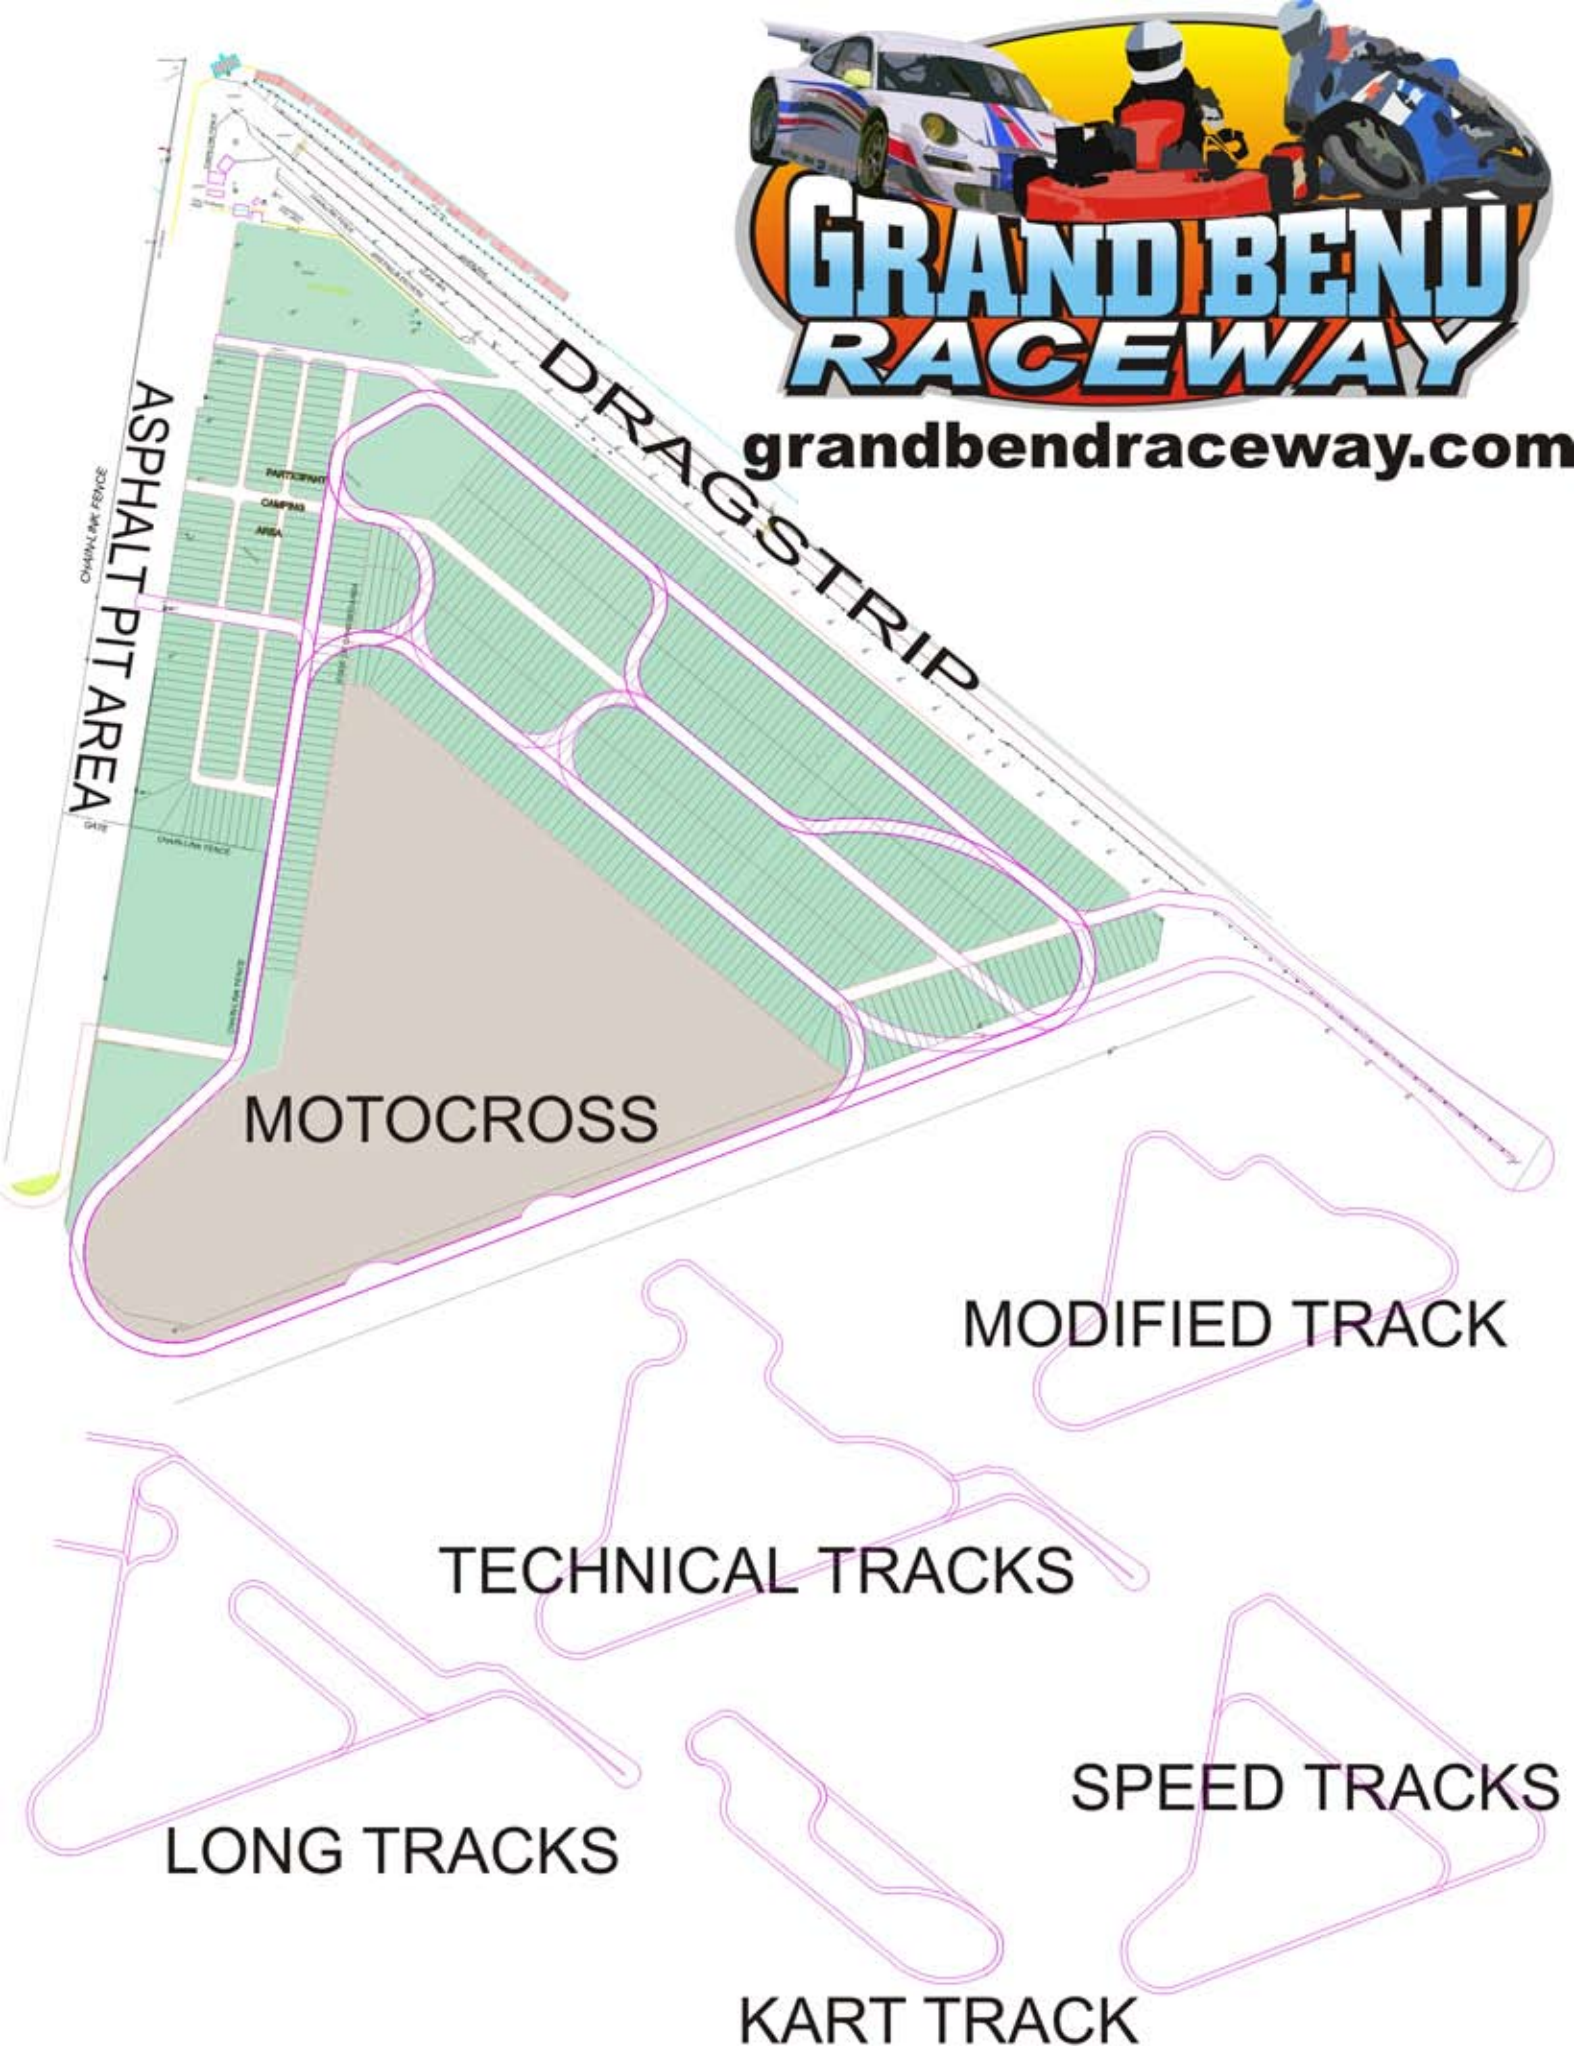 GRAND BEND
RACEWAY
grandbendraceway.com
DRAGSTRIP
ASPHALT PIT AREA
CHAIN-LINK FENCE
PARTICIPANT
CAMPING
AREA
GATE
CHAIN-LINK FENCE
CHAIN-LINK FENCE
MOTOCROSS
MODIFIED TRACK
TECHNICAL TRACKS
LONG TRACKS
SPEED TRACKS
KART TRACK